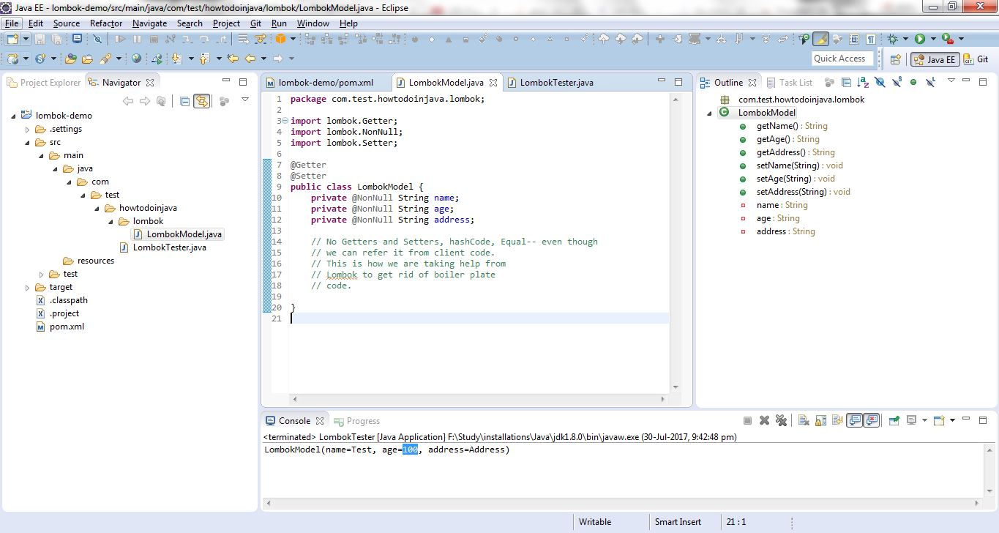 Java EE - lombok-demo/src/main/java/com/test/howtodoinjava/lombok/LombokModel.java - Eclipse
File Edit Source Refactor Navigate Search Project Git Run Window Help
Quick Access Java EE Git
Project Explorer Navigator
lombok-demo
.settings
src
main
java
com
test
howtodoinjava
lombok
LombokModel.java
LombokTester.java
resources
test
target
.classpath
.project
pom.xml
lombok-demo/pom.xml LombokModel.java LombokTester.java
1 package com.test.howtodoinjava.lombok;
2
3 import lombok.Getter;
4 import lombok.NonNull;
5 import lombok.Setter;
6
7 @Getter
8 @Setter
9 public class LombokModel {
10 private @NonNull String name;
11 private @NonNull String age;
12 private @NonNull String address;
13
14 // No Getters and Setters, hashCode, Equal-- even though
15 // we can refer it from client code.
16 // This is how we are taking help from
17 // Lombok to get rid of boiler plate
18 // code.
19
20 }
21
Outline Task List
com.test.howtodoinjava.lombok
LombokModel
getName() : String
getAge() : String
getAddress() : String
setName(String) : void
setAge(String) : void
setAddress(String) : void
name : String
age : String
address : String
Console Progress
<terminated> LombokTester [Java Application] F:\Study\installations\Java\jdk1.8.0\bin\javaw.exe (30-Jul-2017, 9:42:48 pm)
LombokModel(name=Test, age=100, address=Address)
Writable Smart Insert 21 : 1